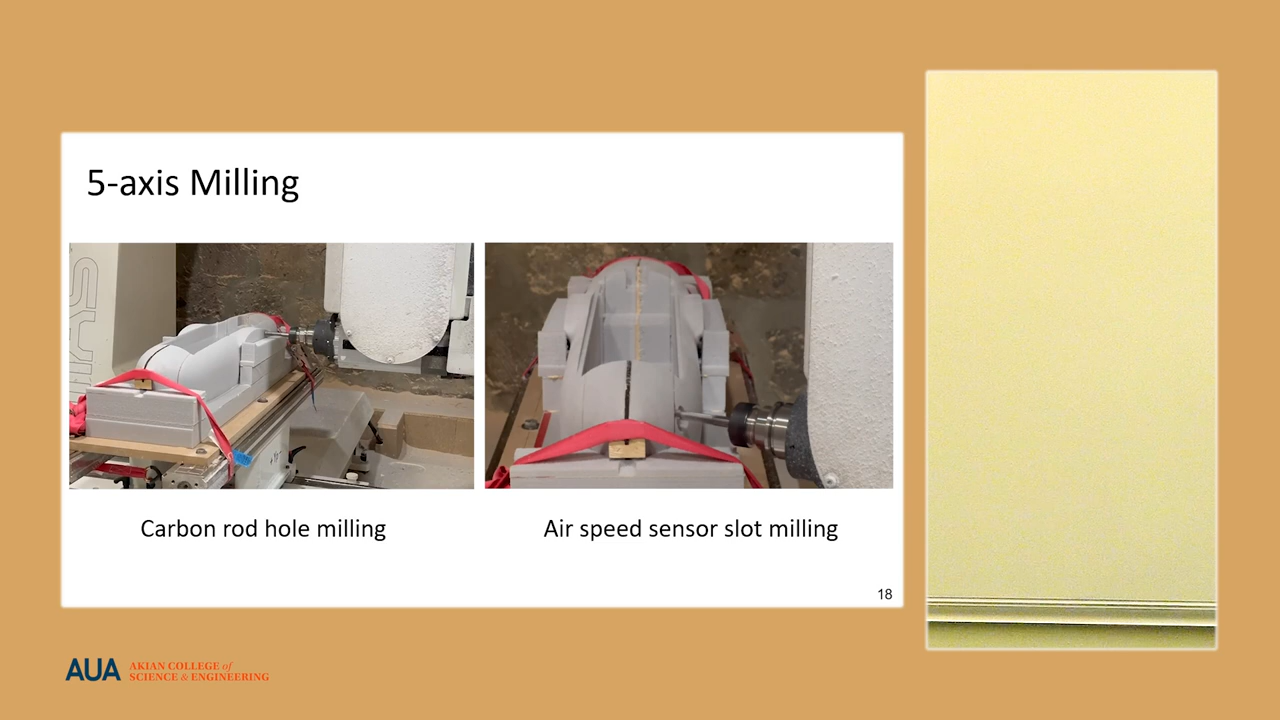 5-axis Milling
Carbon rod hole milling
Air speed sensor slot milling
18
AUA
AKIAN COLLEGE of
SCIENCE & ENGINEERING